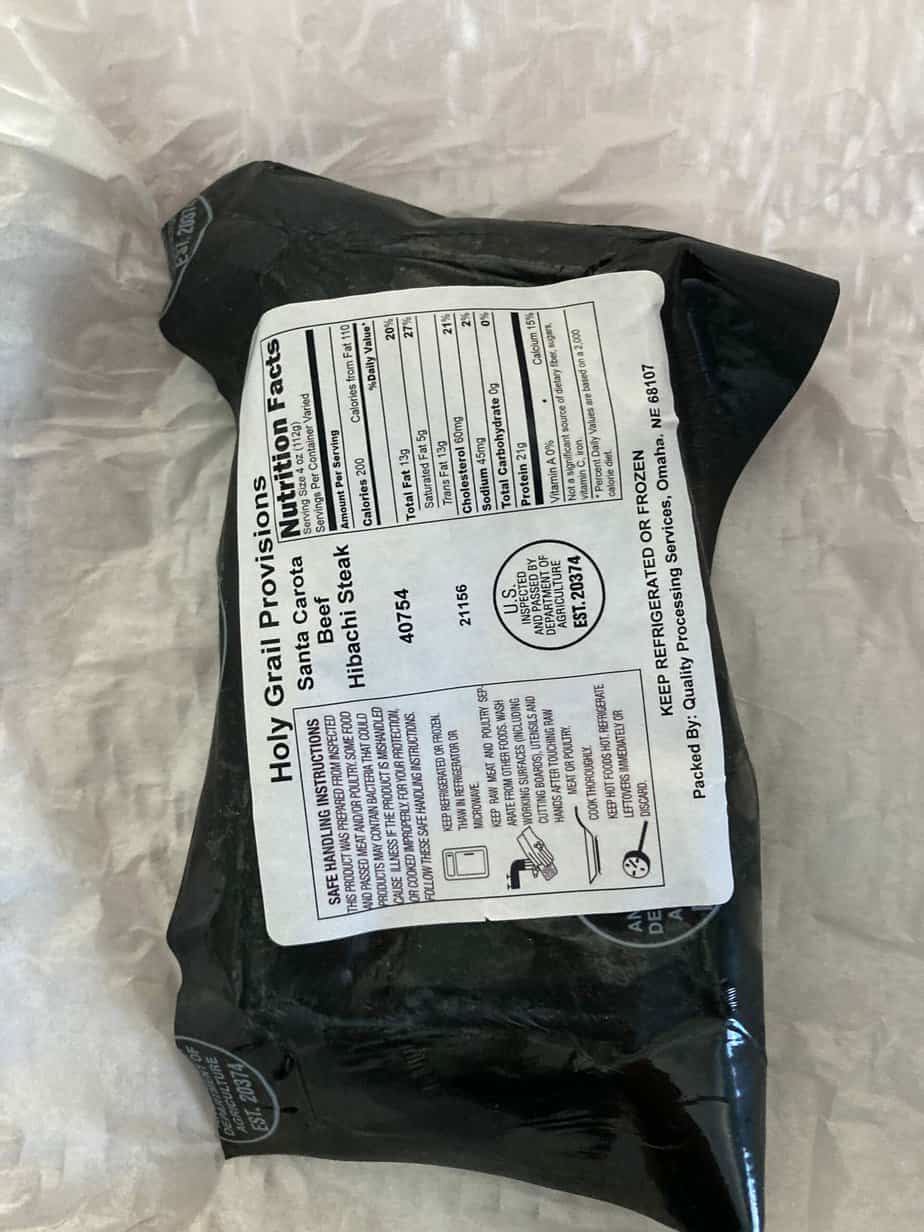 Holy Grail Provisions
Santa Carota
Beef
Hibachi Steak
40754
21156
U.S.
INSPECTED
AND PASSED BY
DEPARTMENT OF
AGRICULTURE
EST. 20374
SAFE HANDLING INSTRUCTIONS
THIS PRODUCT WAS PREPARED FROM INSPECTED
AND PASSED MEAT AND/OR POULTRY. SOME FOOD
PRODUCTS MAY CONTAIN BACTERIA THAT COULD
CAUSE ILLNESS IF THE PRODUCT IS MISHANDLED
OR COOKED IMPROPERLY. FOR YOUR PROTECTION,
FOLLOW THESE SAFE HANDLING INSTRUCTIONS.
KEEP REFRIGERATED OR FROZEN.
THAW IN REFRIGERATOR OR
MICROWAVE.
KEEP RAW MEAT AND POULTRY SEP-
ARATE FROM OTHER FOODS. WASH
WORKING SURFACES (INCLUDING
CUTTING BOARDS), UTENSILS AND
HANDS AFTER TOUCHING RAW
MEAT OR POULTRY.
COOK THOROUGHLY.
KEEP HOT FOODS HOT. REFRIGERATE
LEFTOVERS IMMEDIATELY OR
DISCARD.
Nutrition Facts
Serving Size 4 oz (112g)
Servings Per Container Varied
Amount Per Serving
Calories 200 Calories from Fat 110
%Daily Value*
Total Fat 13g 20%
Saturated Fat 5g 27%
Trans Fat 13g
Cholesterol 60mg 21%
Sodium 45mg 2%
Total Carbohydrate 0g 0%
Protein 21g
Vitamin A 0% • Calcium 15%
Not a significant source of dietary fiber, sugars,
vitamin C, iron.
* Percent Daily Values are based on a 2,000
calorie diet.
KEEP REFRIGERATED OR FROZEN
Packed By: Quality Processing Services, Omaha, NE 68107
EST. 2037
DEPARTMENT OF
AGRICULTURE
EST. 20374
AN
DE
A